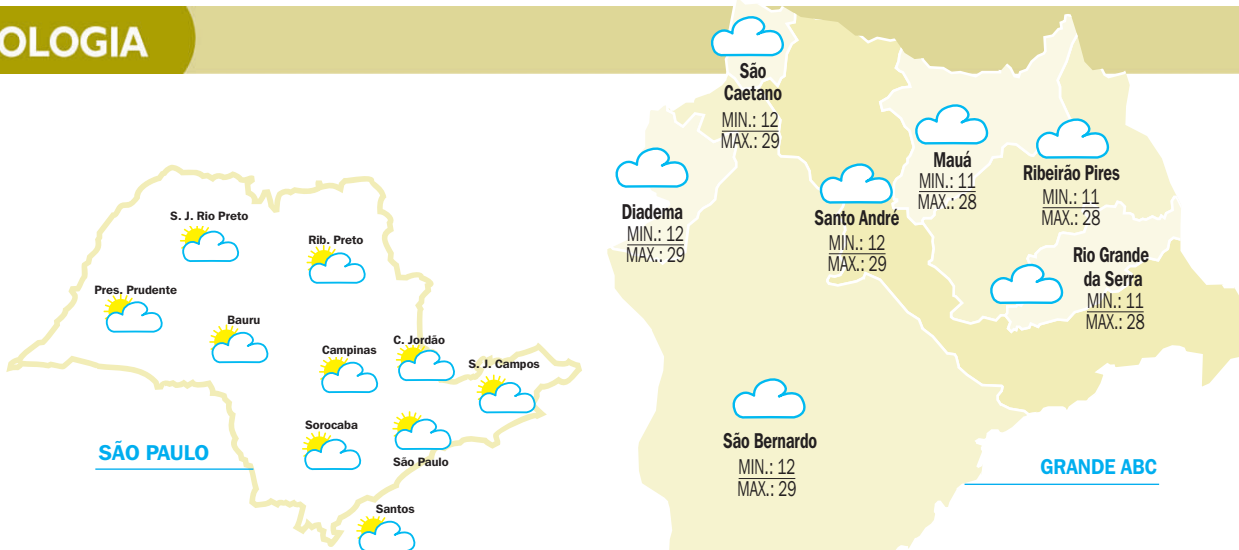 OLOGIA
S. J. Rio Preto
Rib. Preto
Pres. Prudente
Bauru
Campinas
C. Jordão
S. J. Campos
Sorocaba
São Paulo
Santos
SÃO PAULO
São
Caetano
MIN.: 12
MAX.: 29
Diadema
MIN.: 12
MAX.: 29
Santo André
MIN.: 12
MAX.: 29
Mauá
MIN.: 11
MAX.: 28
Ribeirão Pires
MIN.: 11
MAX.: 28
Rio Grande
da Serra
MIN.: 11
MAX.: 28
São Bernardo
MIN.: 12
MAX.: 29
GRANDE ABC